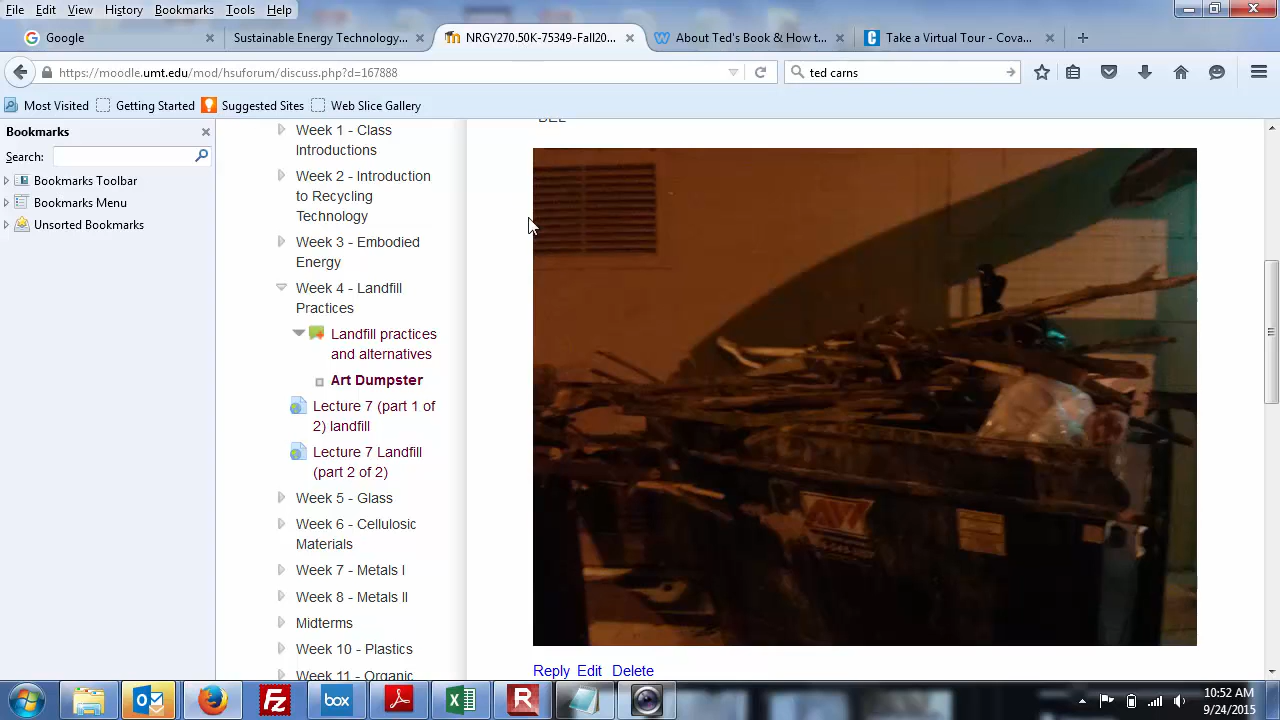 File Edit View History Bookmarks Tools Help
Google
Sustainable Energy Technology...
NRGY270.50K-75349-Fall20...
About Ted's Book & How t...
Take a Virtual Tour - Cova...
https://moodle.umt.edu/mod/hsuforum/discuss.php?d=167888
ted carns
Most Visited Getting Started Suggested Sites Web Slice Gallery
Bookmarks
Search:
Bookmarks Toolbar
Bookmarks Menu
Unsorted Bookmarks
Week 1 - Class
Introductions
Week 2 - Introduction
to Recycling
Technology
Week 3 - Embodied
Energy
Week 4 - Landfill
Practices
Landfill practices
and alternatives
Art Dumpster
Lecture 7 (part 1 of
2) landfill
Lecture 7 Landfill
(part 2 of 2)
Week 5 - Glass
Week 6 - Cellulosic
Materials
Week 7 - Metals I
Week 8 - Metals II
Midterms
Week 10 - Plastics
Week 11 - Organic
Reply Edit Delete
box
10:52 AM
9/24/2015